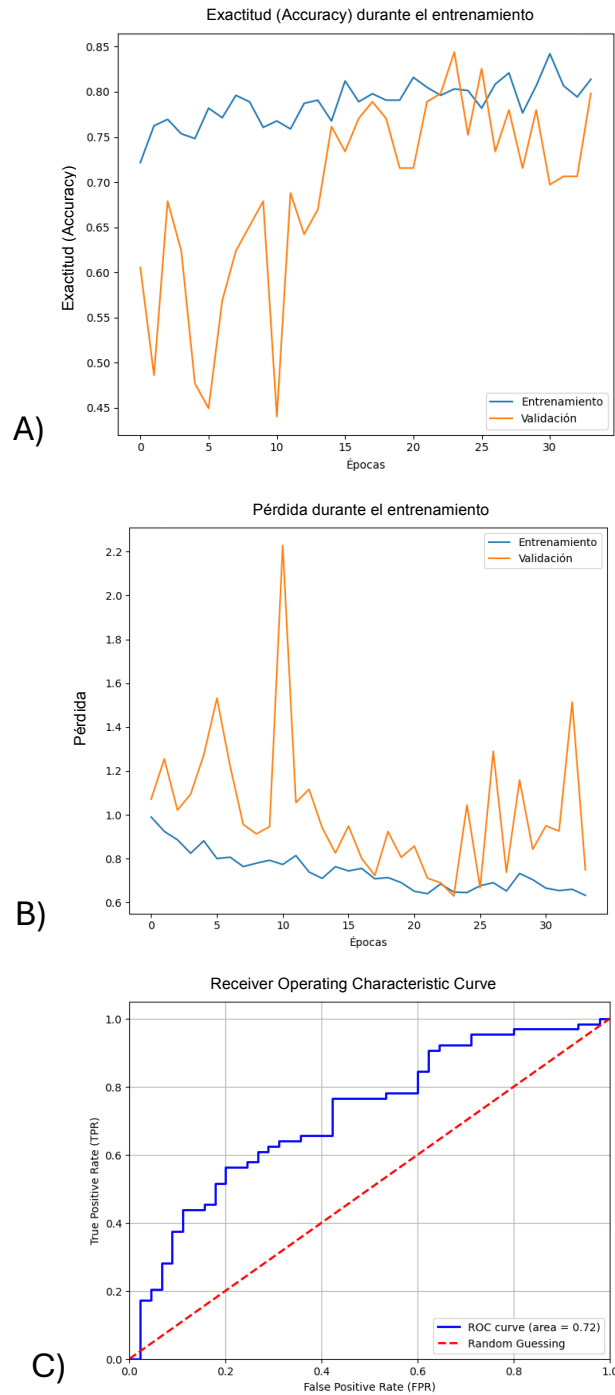 Exactitud (Accuracy) durante el entrenamiento
0.85
0.80
0.75
0.70
0.65
0.60
0.55
0.50
0.45
Exactitud (Accuracy)
Entrenamiento
Validación
0 5 10 15 20 25 30
Épocas
A)
Pérdida durante el entrenamiento
2.2
2.0
1.8
1.6
1.4
1.2
1.0
0.8
0.6
Pérdida
Entrenamiento
Validación
0 5 10 15 20 25 30
Épocas
B)
Receiver Operating Characteristic Curve
1.0
0.8
0.6
0.4
0.2
0.0
True Positive Rate (TPR)
ROC curve (area = 0.72)
Random Guessing
0.2 0.4 0.6 0.8 1.0
False Positive Rate (FPR)
C)